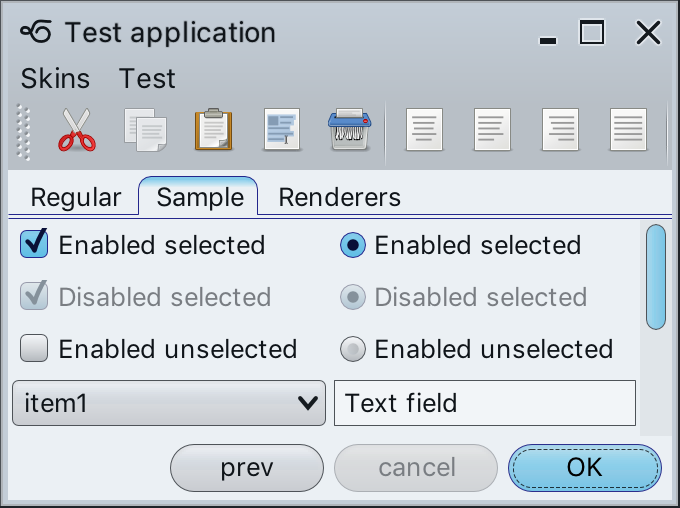 Test application
Skins Test
Regular Sample Renderers
Enabled selected Enabled selected
Disabled selected Disabled selected
Enabled unselected Enabled unselected
item1 Text field
prev cancel OK